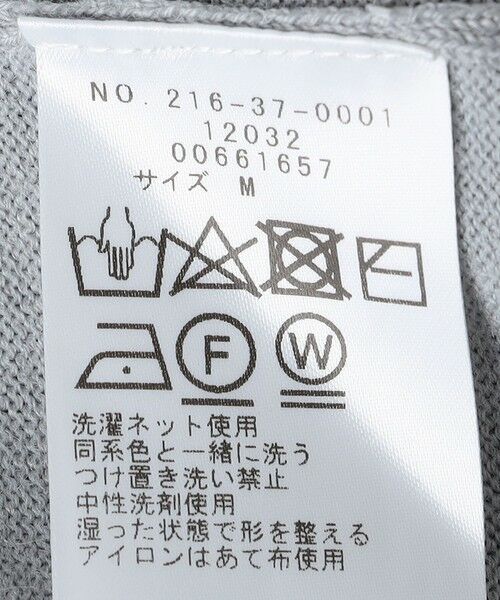 NO. 216-37-0001
12032
00661657
サイズ M
F
W
洗濯ネット使用
同系色と一緒に洗う
つけ置き洗い禁止
中性洗剤使用
湿った状態で形を整える
アイロンはあて布使用